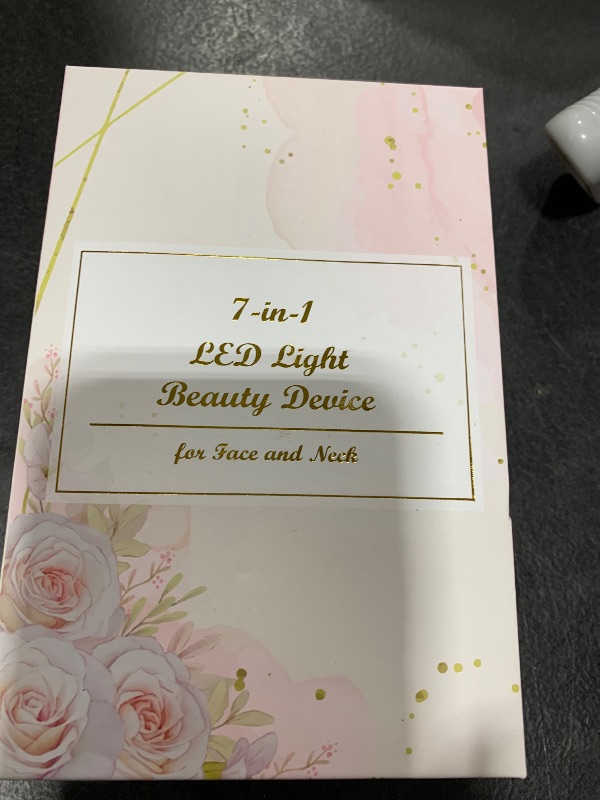 7-in-1
LED Light
Beauty Device
for Face and Neck